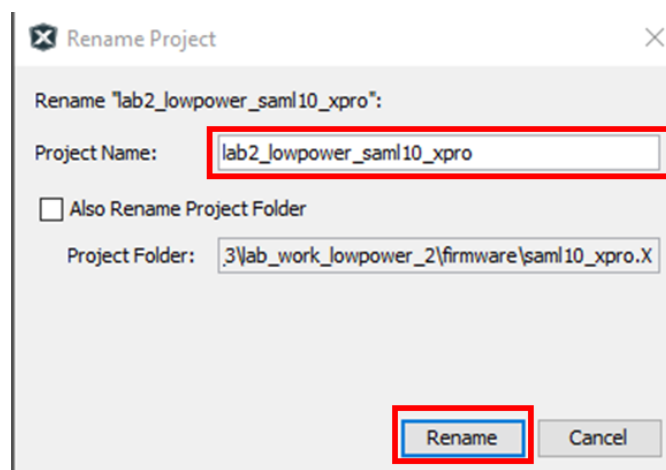 Rename Project
Rename "lab2_lowpower_saml10_xpro":
Project Name: lab2_lowpower_saml10_xpro
Also Rename Project Folder
Project Folder: .3\lab_work_lowpower_2\firmware\saml10_xpro.X
Rename Cancel